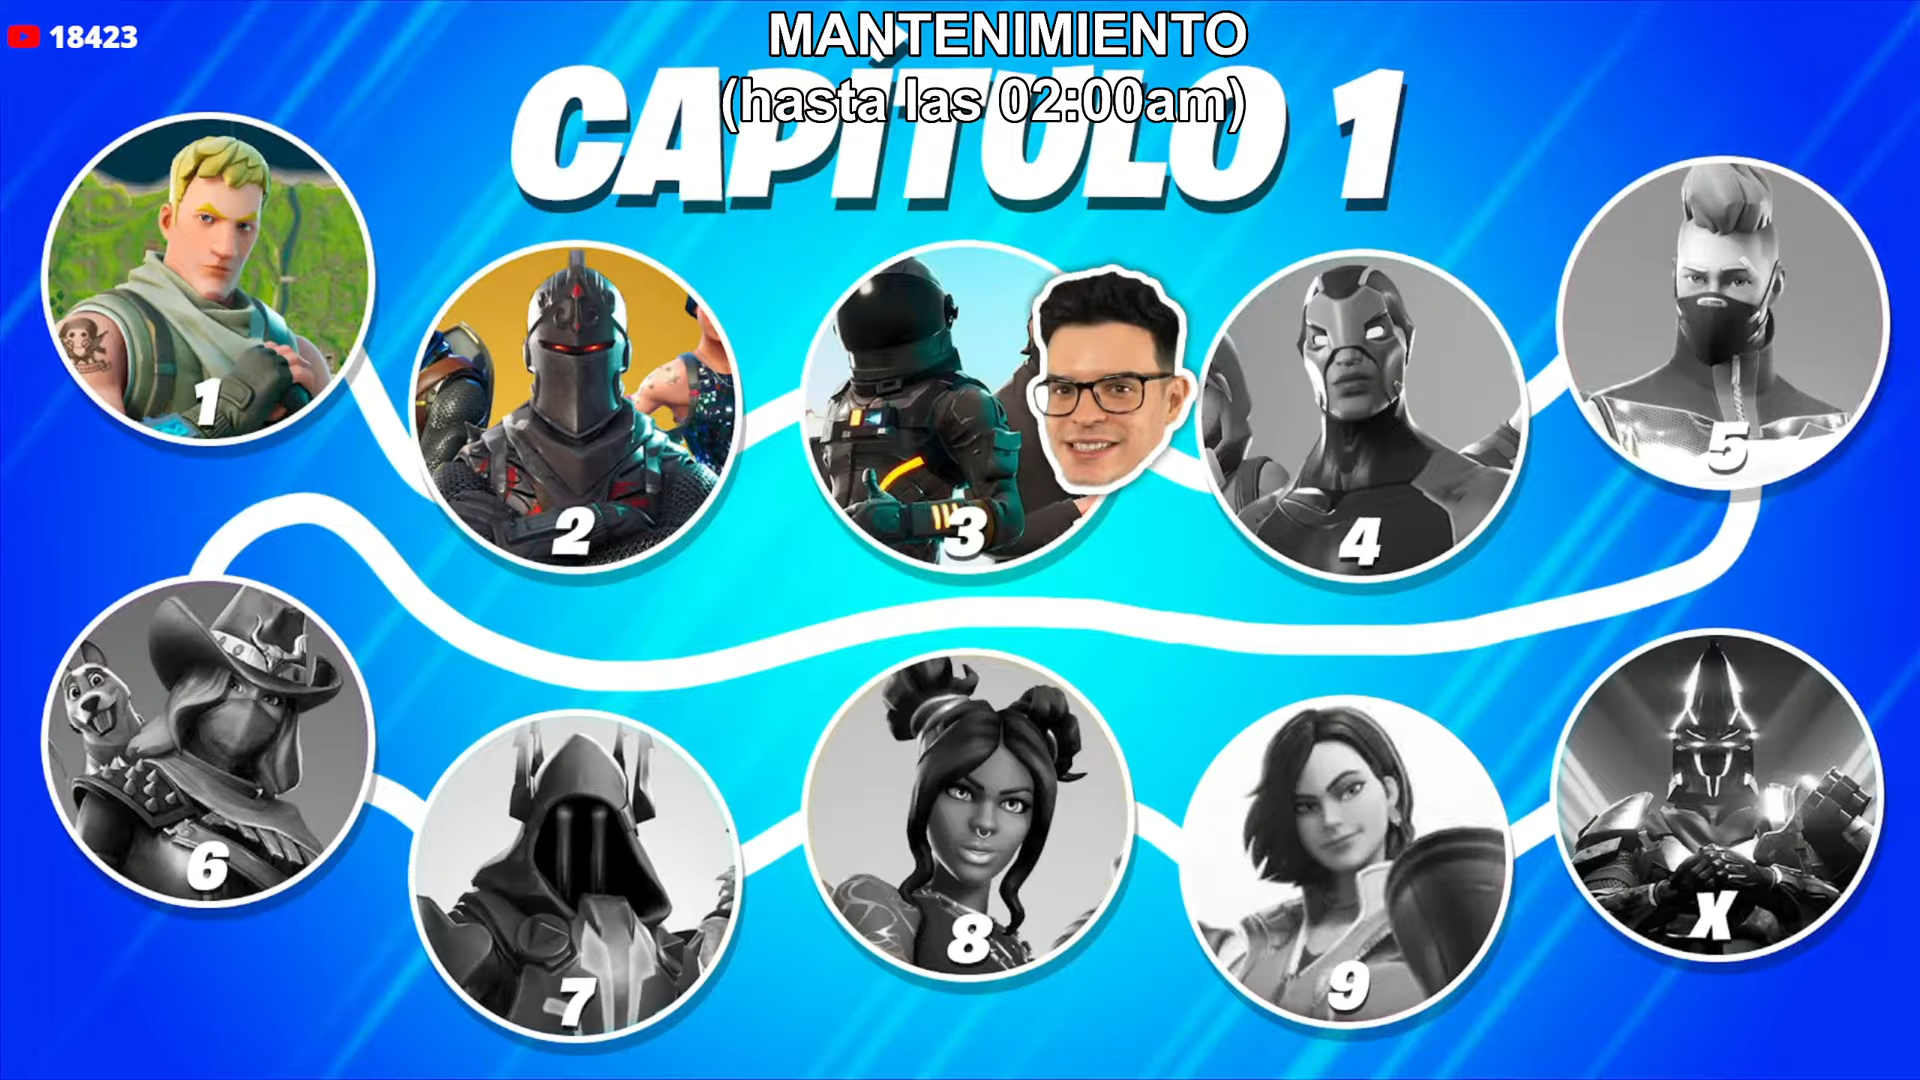 18423
MANTENIMIENTO
(hasta las 02:00am)
CAPÍTULO 1
1
2
3
4
5
6
7
8
9
X